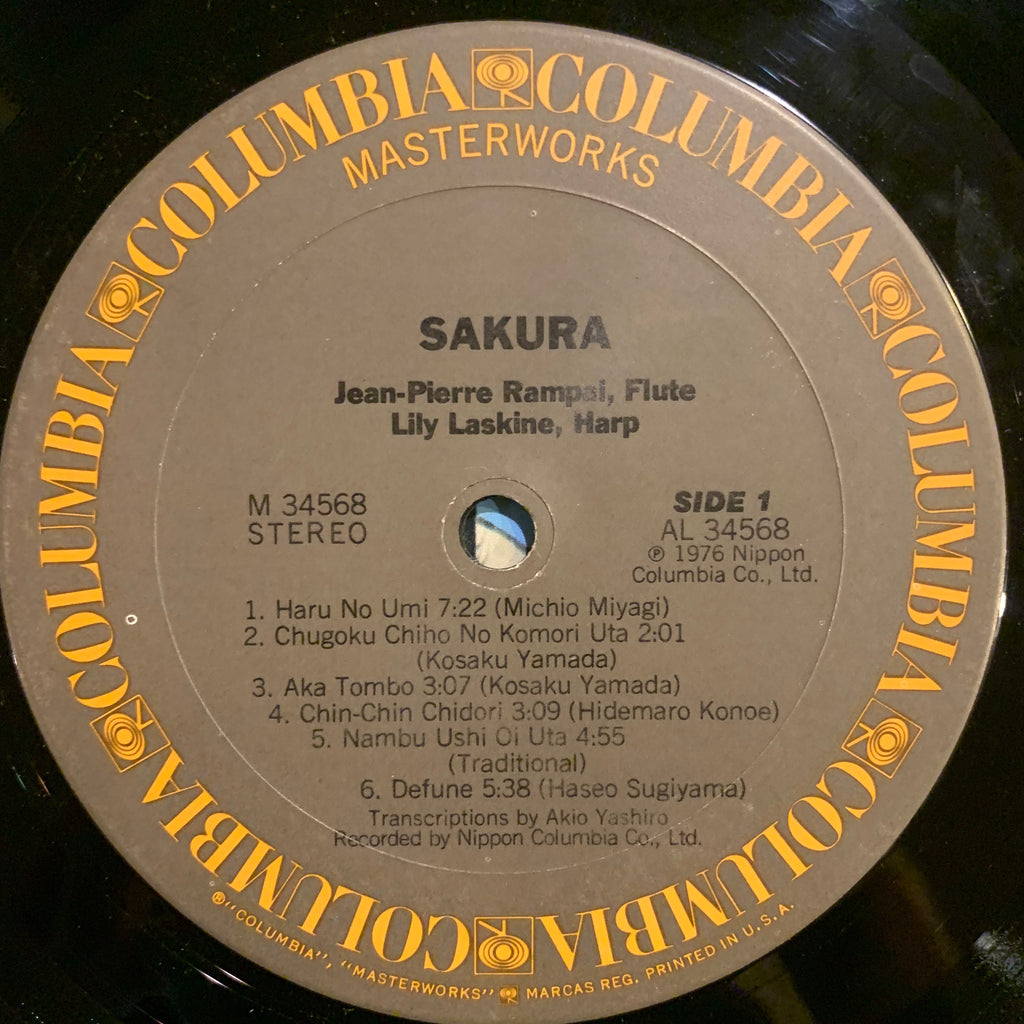 COLUMBIA COLUMBIA COLUMBIA COLUMBIA COLUMBIA COLUMBIA
MASTERWORKS
SAKURA
Jean-Pierre Rampal, Flute
Lily Laskine, Harp
M 34568
STEREO
SIDE 1
AL 34568
℗ 1976 Nippon
Columbia Co., Ltd.
1. Haru No Umi 7:22 (Michio Miyagi)
2. Chugoku Chiho No Komori Uta 2:01
(Kosaku Yamada)
3. Aka Tombo 3:07 (Kosaku Yamada)
4. Chin-Chin Chidori 3:09 (Hidemaro Konoe)
5. Nambu Ushi Oi Uta 4:55
(Traditional)
6. Defune 5:38 (Haseo Sugiyama)
Transcriptions by Akio Yashiro
Recorded by Nippon Columbia Co., Ltd.
®"COLUMBIA", "MASTERWORKS" MARCAS REG. PRINTED IN U.S.A.